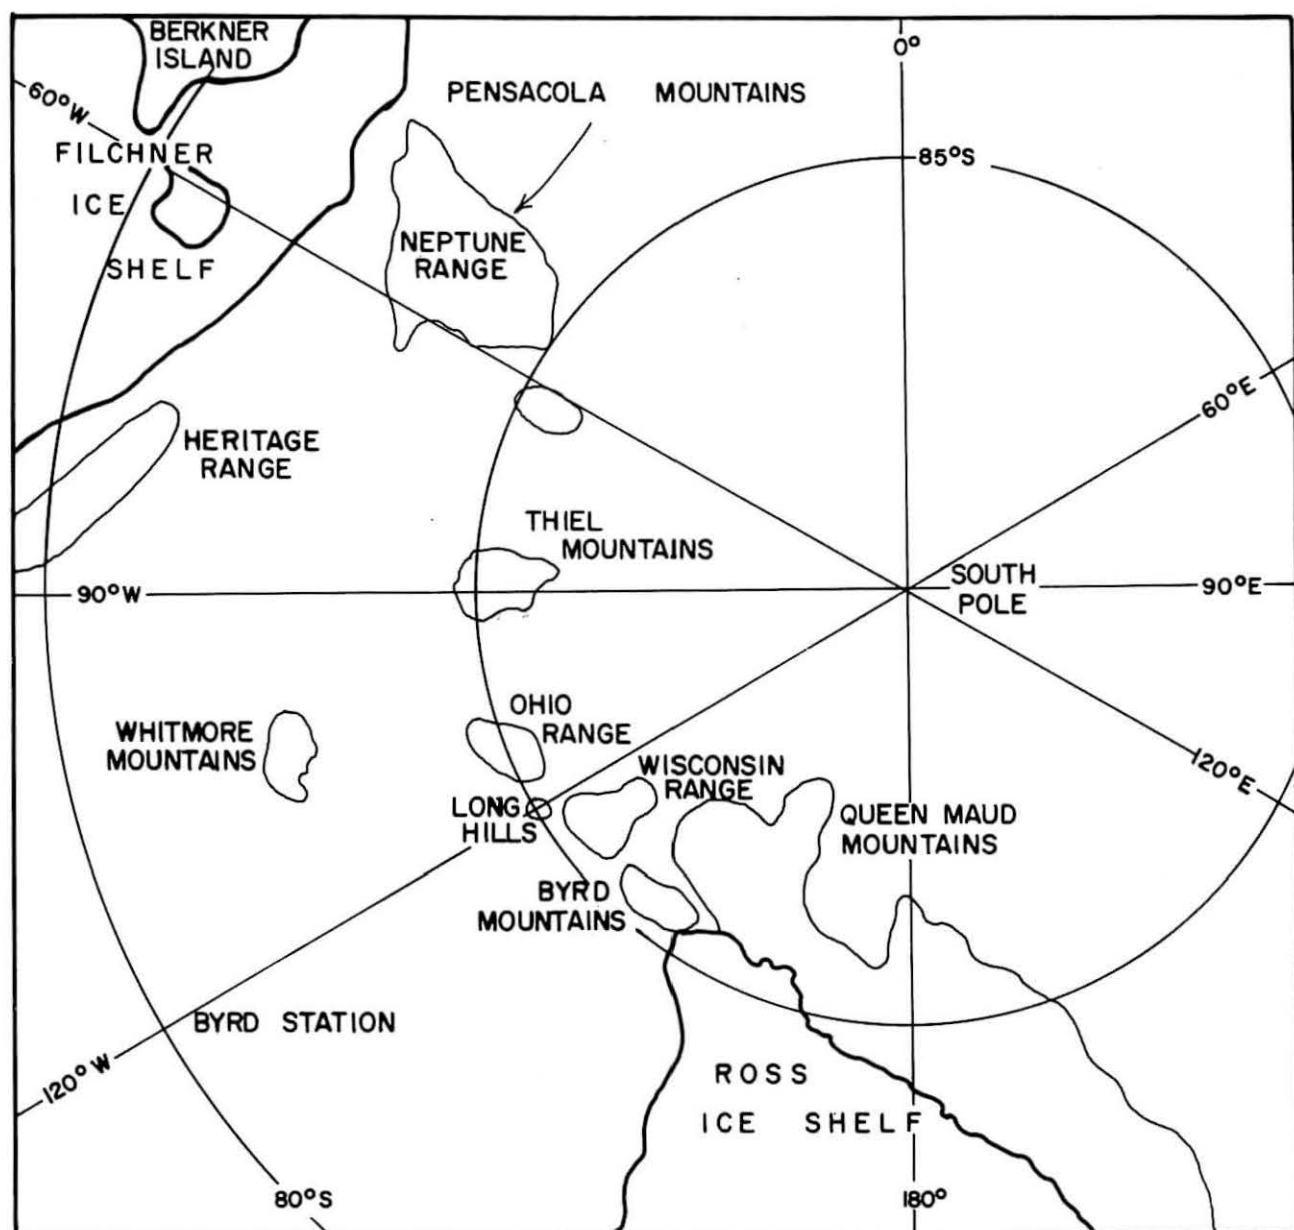 BERKNER
ISLAND
0°
60°W
PENSACOLA MOUNTAINS
FILCHNER
ICE
SHELF
85°S
NEPTUNE
RANGE
60°E
HERITAGE
RANGE
THIEL
MOUNTAINS
90°W
SOUTH
POLE
90°E
OHIO
RANGE
WHITMORE
MOUNTAINS
WISCONSIN
RANGE
120°E
LONG
HILLS
QUEEN MAUD
MOUNTAINS
BYRD
MOUNTAINS
BYRD STATION
120°W
ROSS
ICE SHELF
80°S
180°